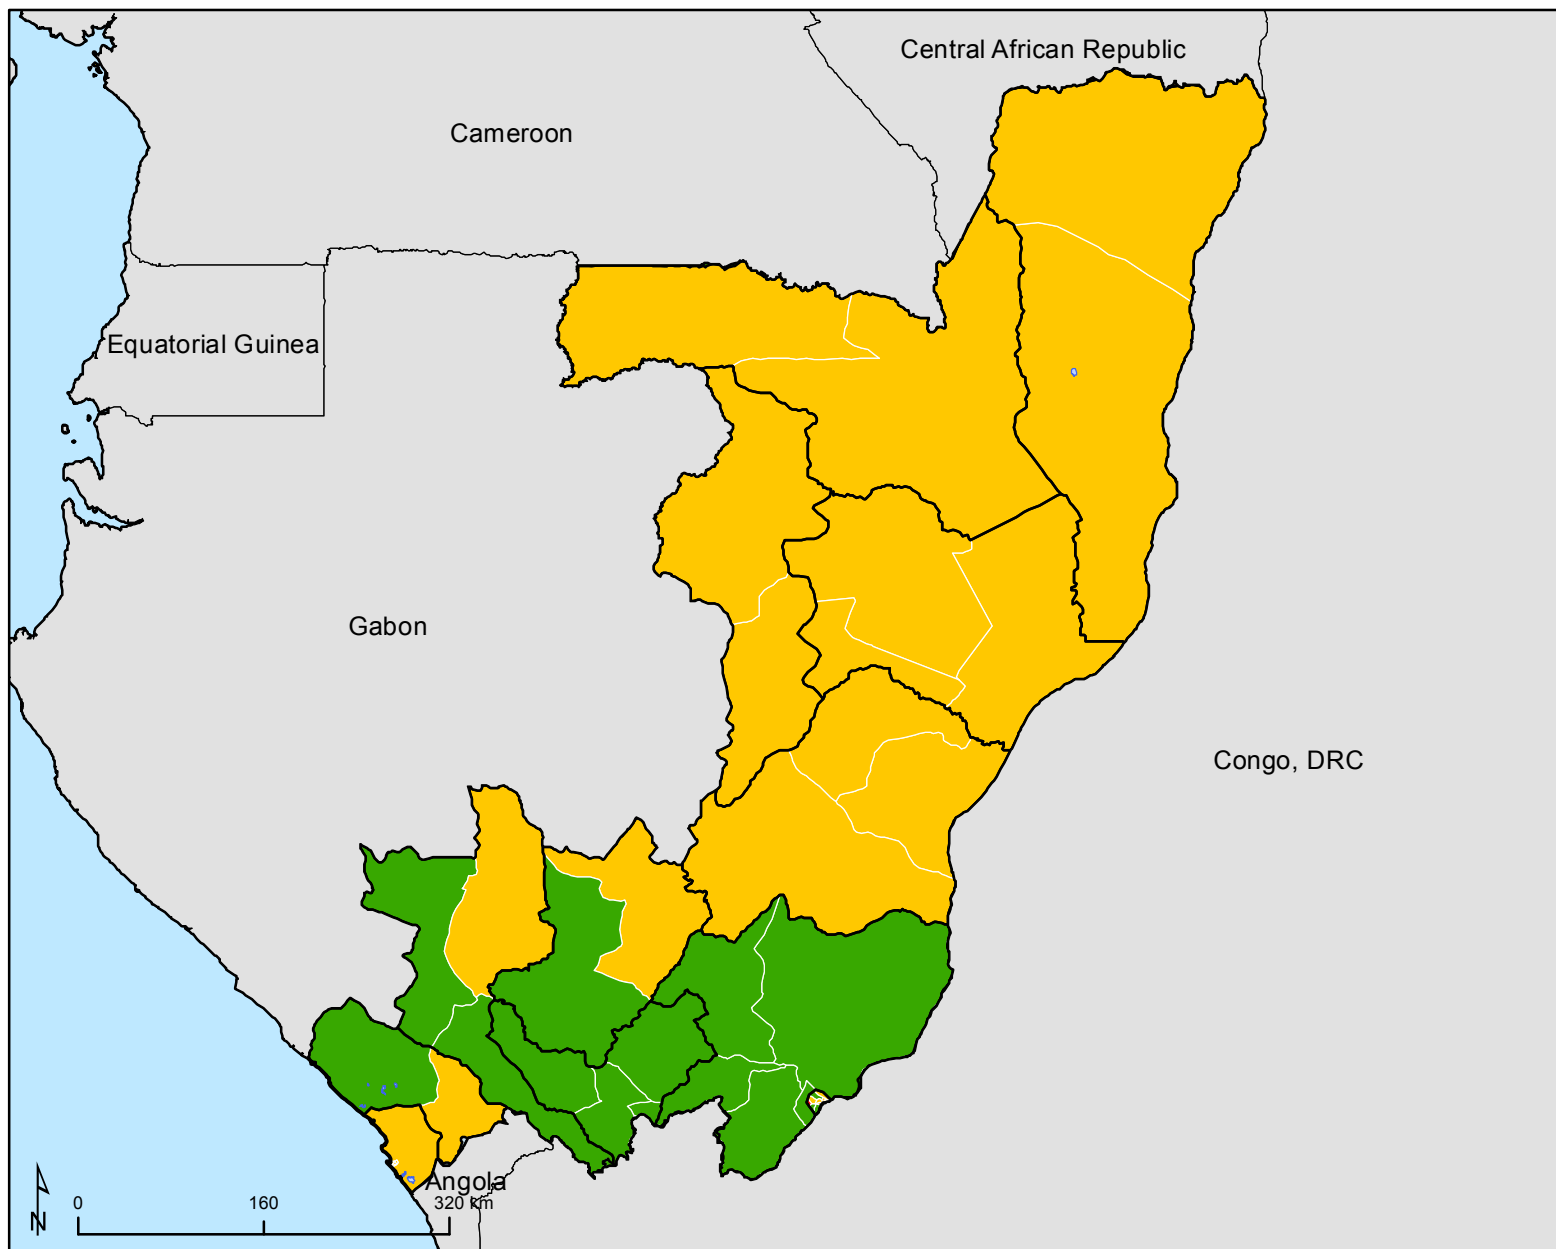 Central African Republic
Cameroon
Equatorial Guinea
Gabon
Congo, DRC
Angola
0 160 320 km
N